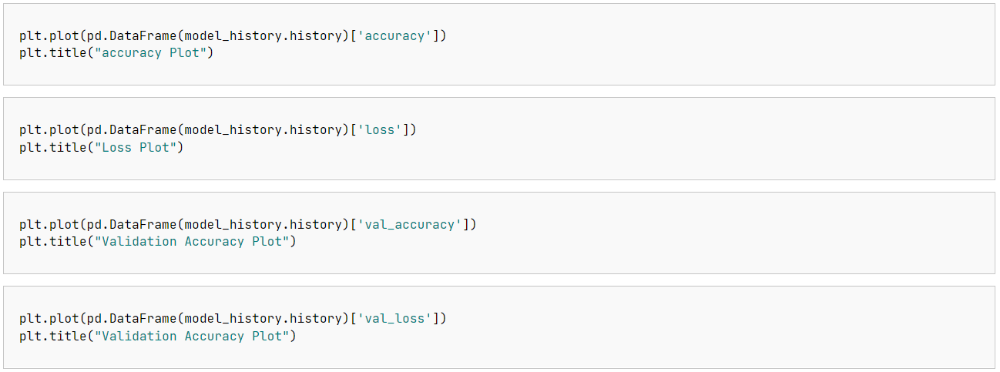 plt.plot(pd.DataFrame(model_history.history)['accuracy'])
plt.title("accuracy Plot")
plt.plot(pd.DataFrame(model_history.history)['loss'])
plt.title("Loss Plot")
plt.plot(pd.DataFrame(model_history.history)['val_accuracy'])
plt.title("Validation Accuracy Plot")
plt.plot(pd.DataFrame(model_history.history)['val_loss'])
plt.title("Validation Accuracy Plot")